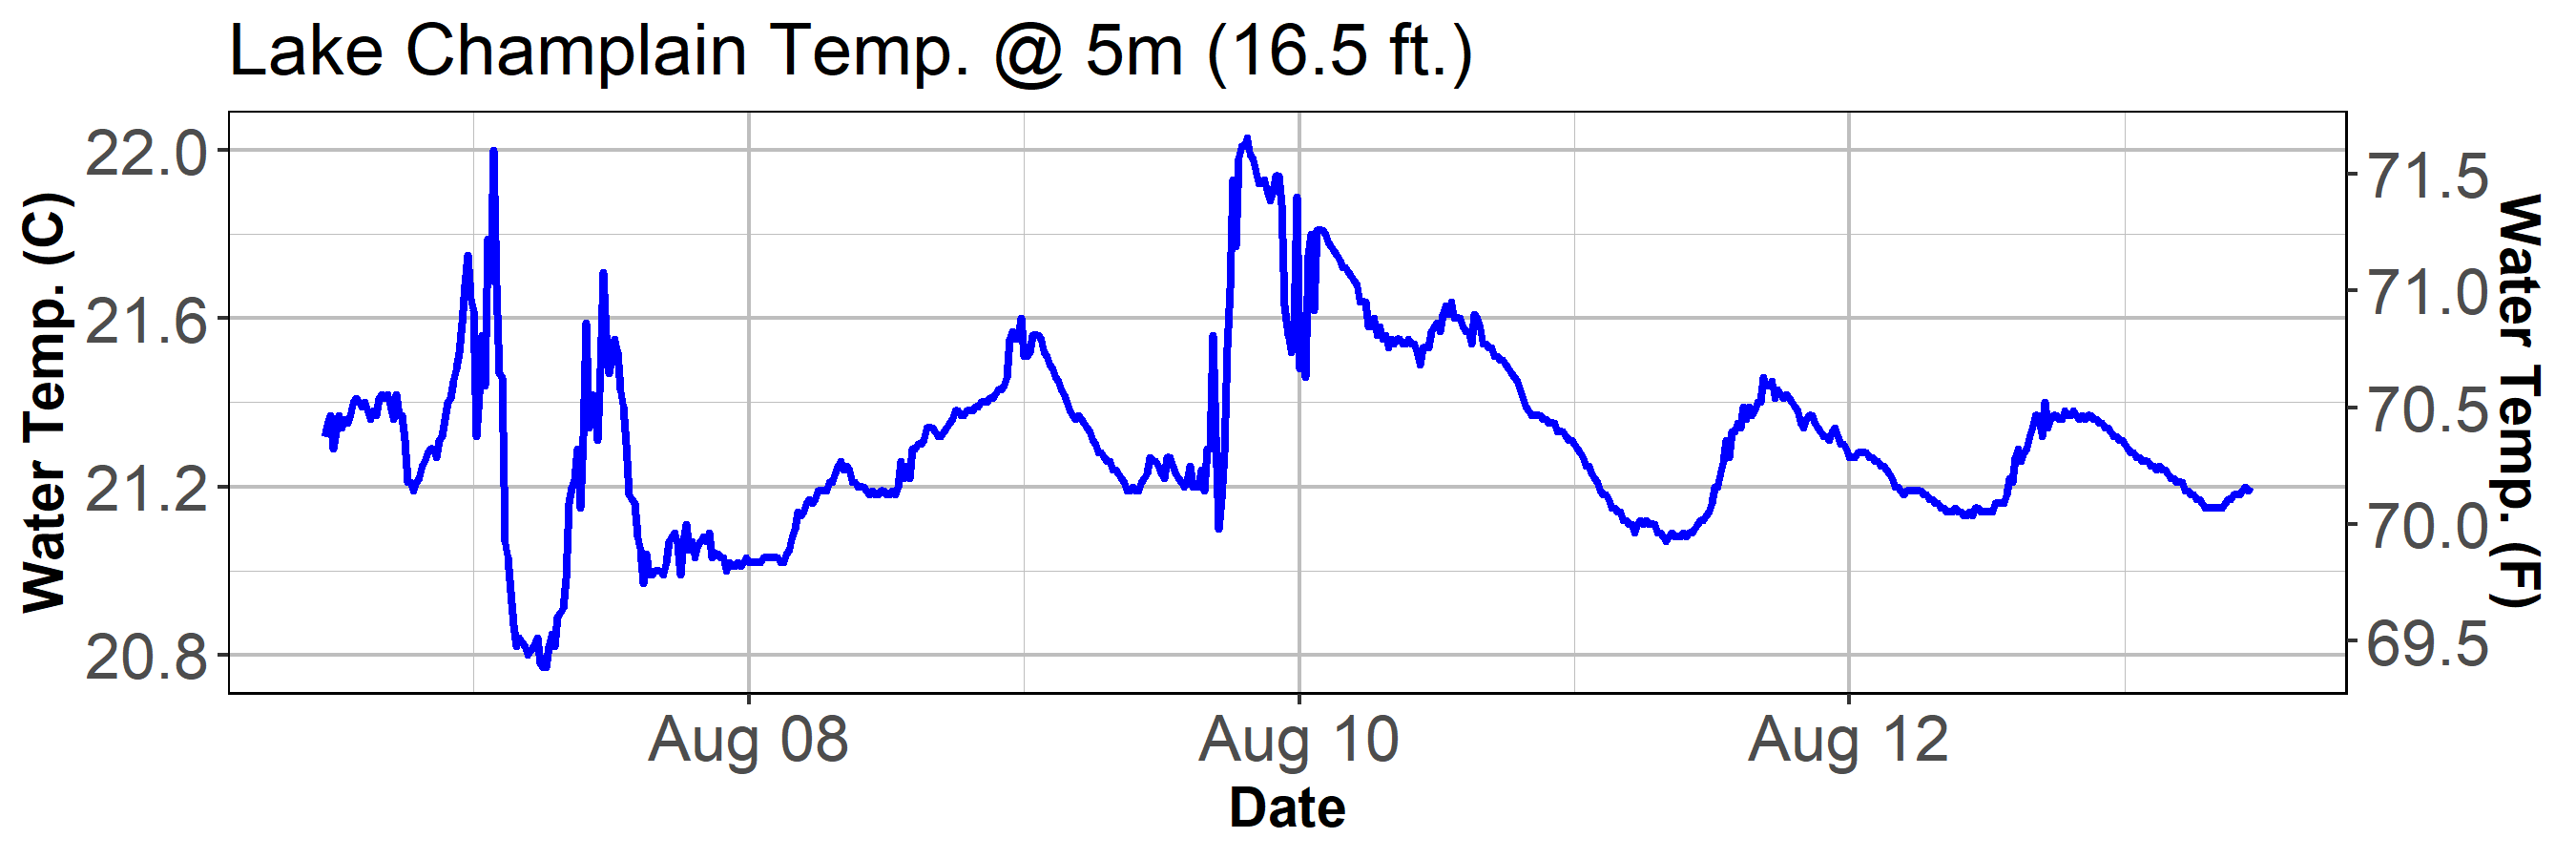 Lake Champlain Temp. @ 5m (16.5 ft.)
Water Temp. (C)
22.0
21.6
21.2
20.8
71.5
71.0
70.5
70.0
69.5
Water Temp. (F)
Aug 08
Aug 10
Aug 12
Date